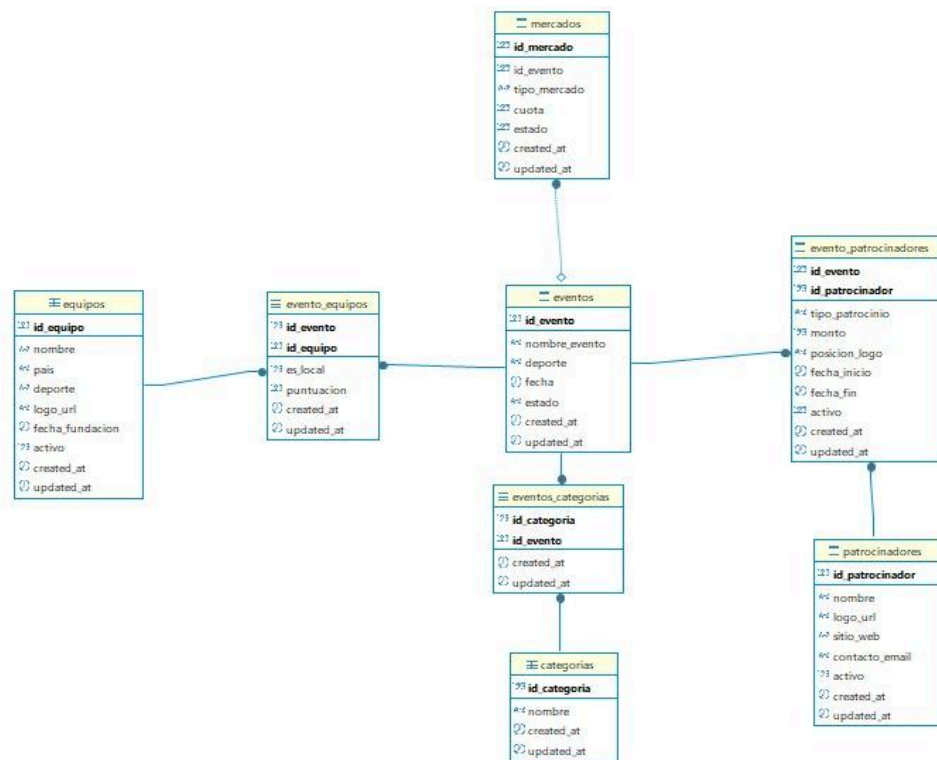 mercados
id_mercado
id_evento
tipo_mercado
cuota
estado
created_at
updated_at
equipos
id_equipo
nombre
pais
deporte
logo_url
fecha_fundacion
activo
created_at
updated_at
evento_equipos
id_evento
id_equipo
es_local
puntuacion
created_at
updated_at
eventos
id_evento
nombre_evento
deporte
fecha
estado
created_at
updated_at
evento_patrocinadores
id_evento
id_patrocinador
tipo_patrocinio
monto
posicion_logo
fecha_inicio
fecha_fin
activo
created_at
updated_at
eventos_categorias
id_categoria
id_evento
created_at
updated_at
patrocinadores
id_patrocinador
nombre
logo_url
sitio_web
contacto_email
activo
created_at
updated_at
categorias
id_categoria
nombre
created_at
updated_at